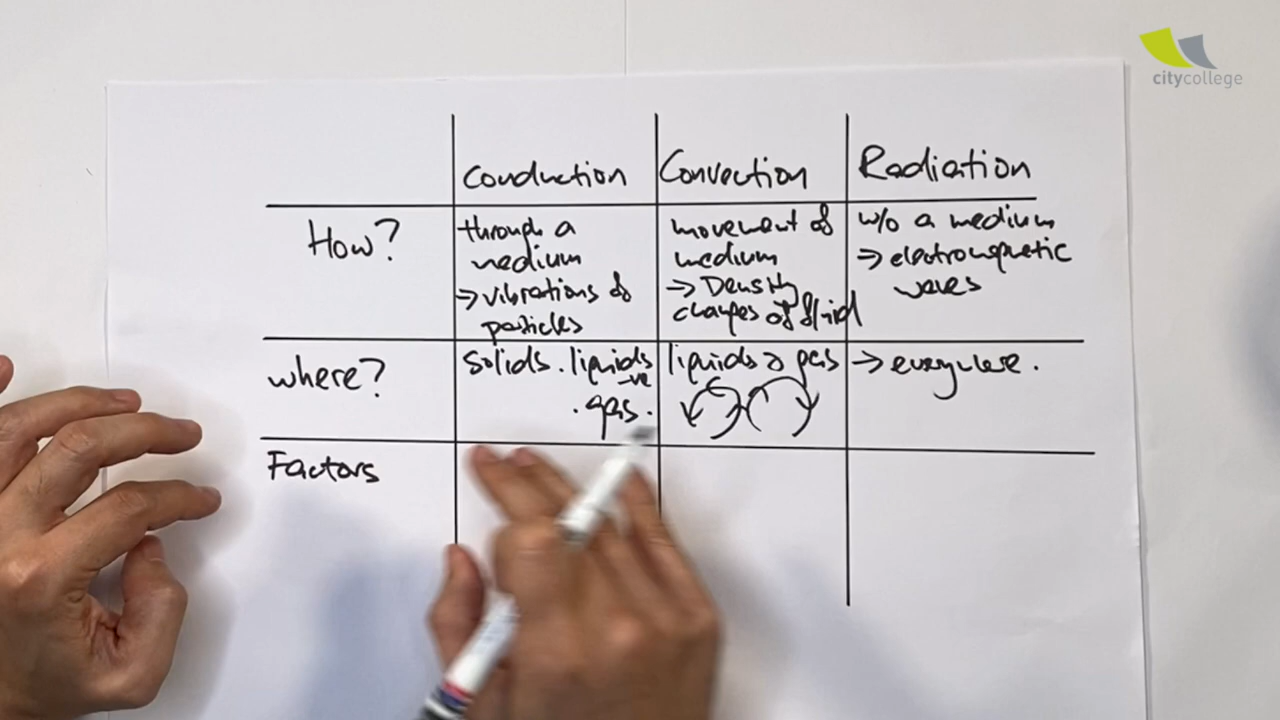 citycollege
Conduction Convection Radiation
How? through a medium → vibrations of particles
movement of medium → Density changes of fluid
w/o a medium ⇒ electromagnetic waves
where? solids . liquids -ve . gas .
liquids & gas
→ everywhere .
Factors